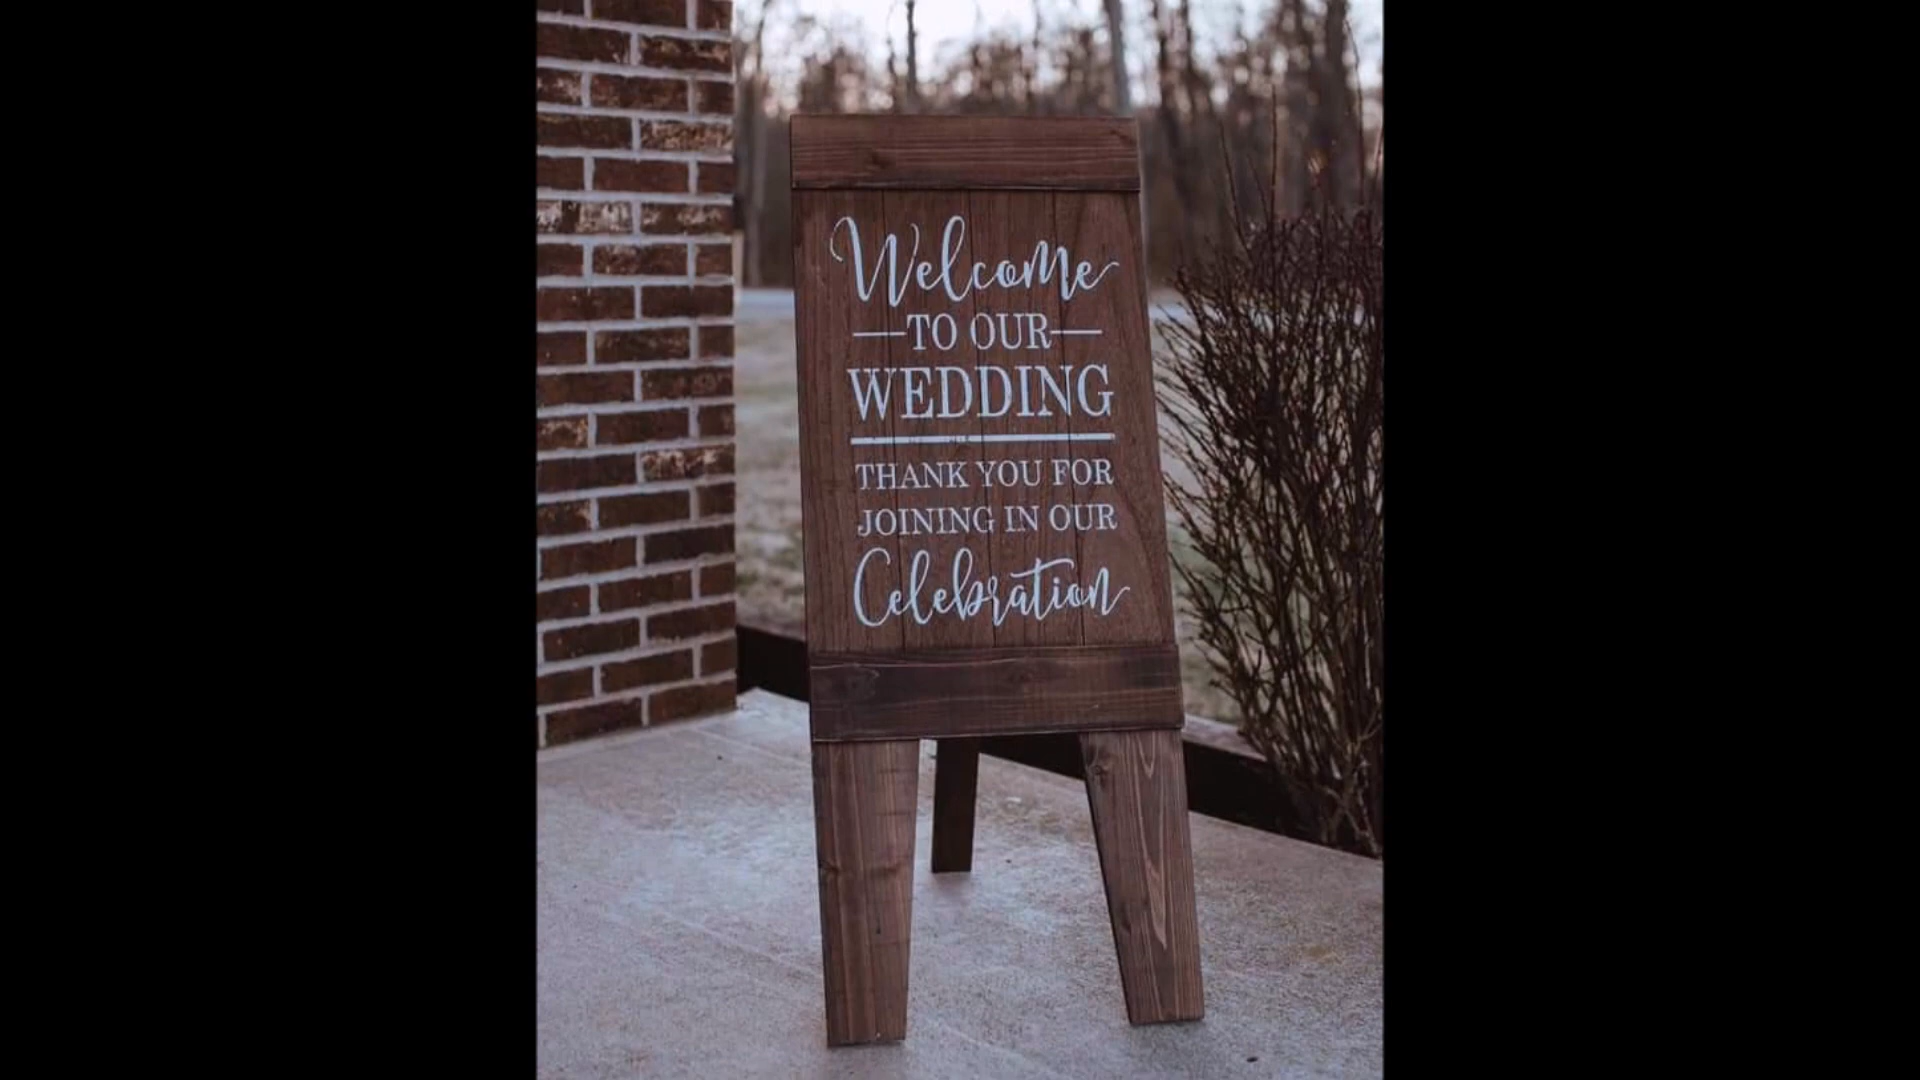 Welcome
TO OUR
WEDDING
THANK YOU FOR
JOINING IN OUR
Celebration